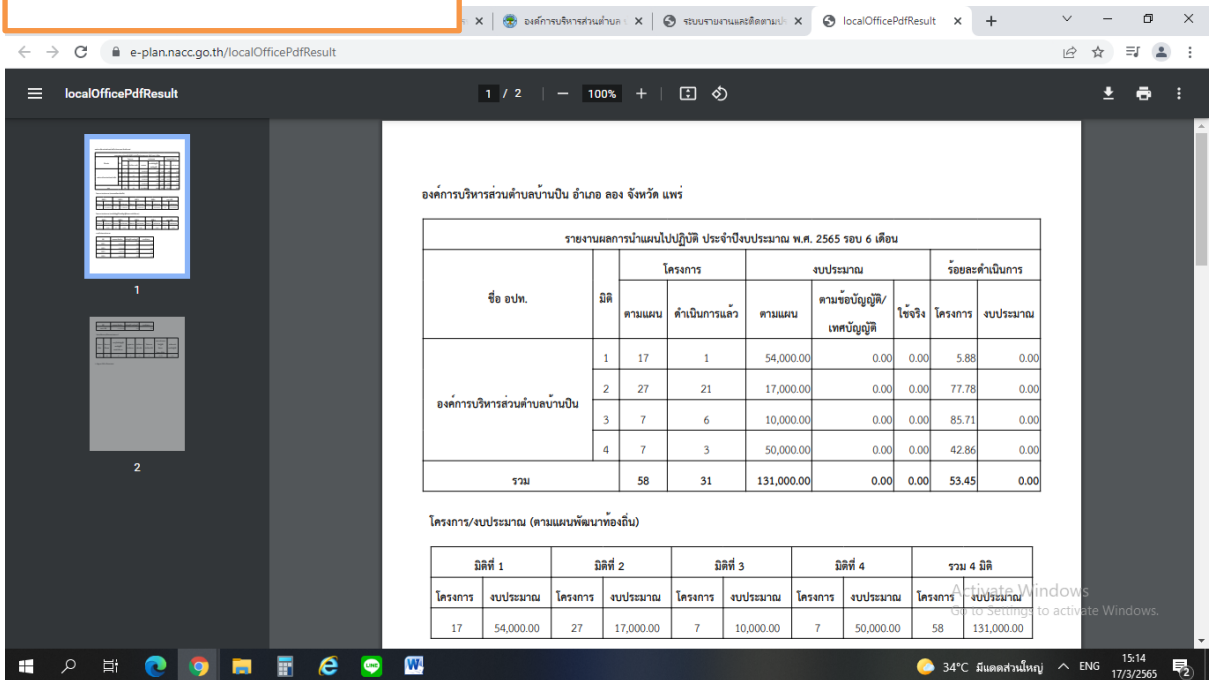 องค์การบริหารส่วนตำบล
ระบบรายงานและติดตามประ
localOfficePdfResult
e-plan.nacc.go.th/localOfficePdfResult
localOfficePdfResult
1 / 2
100%
องค์การบริหารส่วนตำบลบ้านปิน อำเภอ ลอง จังหวัด แพร่
รายงานผลการนำแผนไปปฏิบัติ ประจำปีงบประมาณ พ.ศ. 2565 รอบ 6 เดือน
ชื่อ อปท. มิติ โครงการ งบประมาณ ร้อยละดำเนินการ
ตามแผน ดำเนินการแล้ว ตามแผน ตามข้อบัญญัติ/ ใช้จริง โครงการ งบประมาณ
เทศบัญญัติ
องค์การบริหารส่วนตำบลบ้านปิน
1 17 1 54,000.00 0.00 0.00 5.88 0.00
2 27 21 17,000.00 0.00 0.00 77.78 0.00
3 7 6 10,000.00 0.00 0.00 85.71 0.00
4 7 3 50,000.00 0.00 0.00 42.86 0.00
รวม 58 31 131,000.00 0.00 0.00 53.45 0.00
โครงการ/งบประมาณ (ตามแผนพัฒนาท้องถิ่น)
มิติที่ 1 มิติที่ 2 มิติที่ 3 มิติที่ 4 รวม 4 มิติ
โครงการ งบประมาณ โครงการ งบประมาณ โครงการ งบประมาณ โครงการ งบประมาณ โครงการ งบประมาณ
17 54,000.00 27 17,000.00 7 10,000.00 7 50,000.00 58 131,000.00
1
2
Activate Windows
Go to Settings to activate Windows.
34°C มีแดดส่วนใหญ่ ENG 15:14
17/3/2565
2